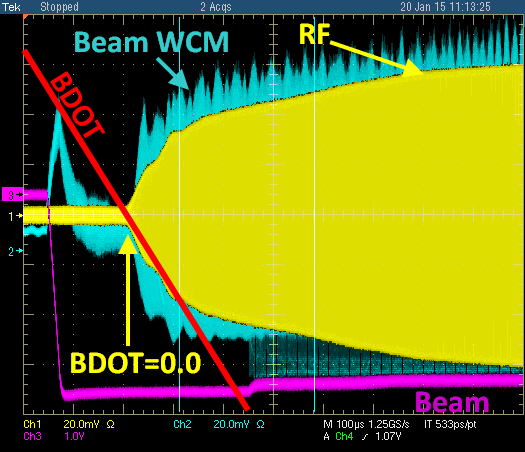 Tek Stopped 2 Acqs 20 Jan 15 11:13:25
Beam WCM
RF
BDOT
3
1
2
BDOT=0.0
Beam
Ch1 20.0mV Ω Ch2 20.0mV Ω M 100µs 1.25GS/s IT 533ps/pt
Ch3 1.0V A Ch4 ∕ 1.07V